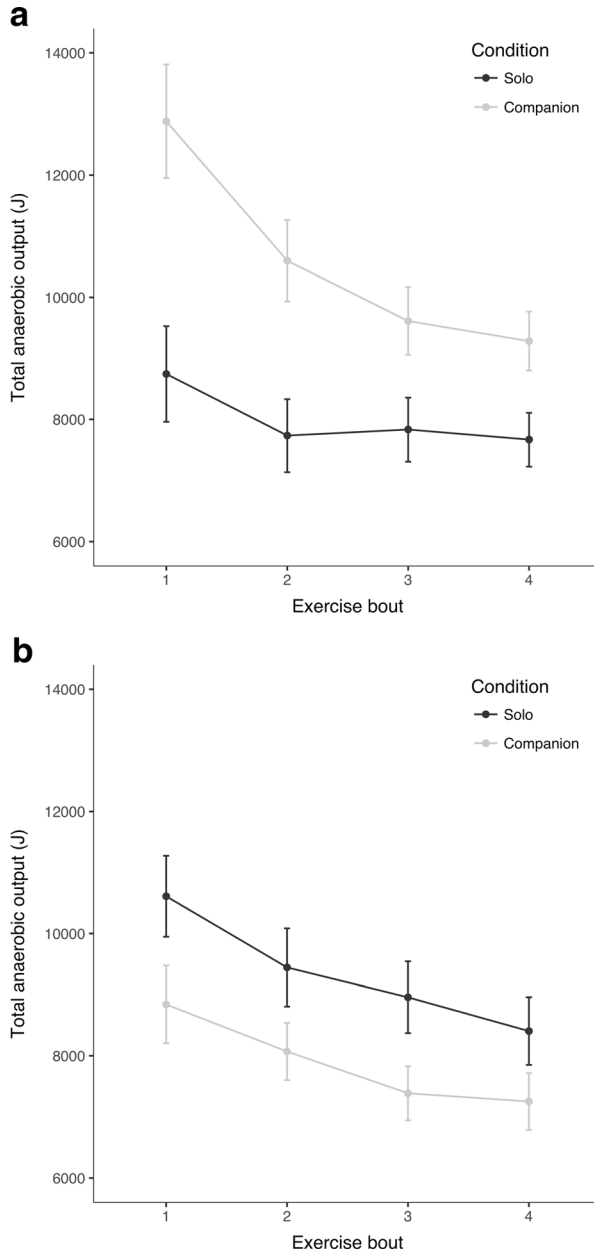 a
Condition
Solo
Companion
Total anaerobic output (J)
14000
12000
10000
8000
6000
1 2 3 4
Exercise bout
b
Condition
Solo
Companion
Total anaerobic output (J)
14000
12000
10000
8000
6000
1 2 3 4
Exercise bout